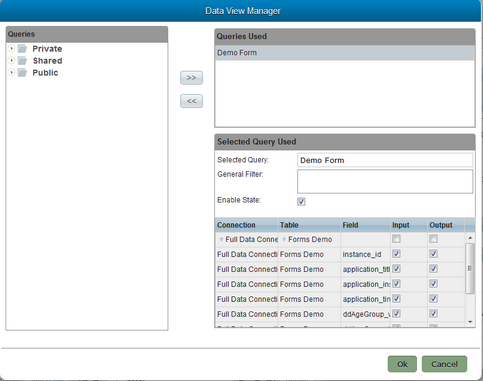 Data View Manager
Queries
Private
Shared
Public
>>
<<
Queries Used
Demo Form
Selected Query Used
Selected Query: Demo Form
General Filter:
Enable State:
Connection Table Field Input Output
Full Data Conne Forms Demo
Full Data Connecti Forms Demo instance_id
Full Data Connecti Forms Demo application_titl
Full Data Connecti Forms Demo application_ins
Full Data Connecti Forms Demo application_tin
Full Data Connecti Forms Demo ddAgeGroup_v
Ok Cancel